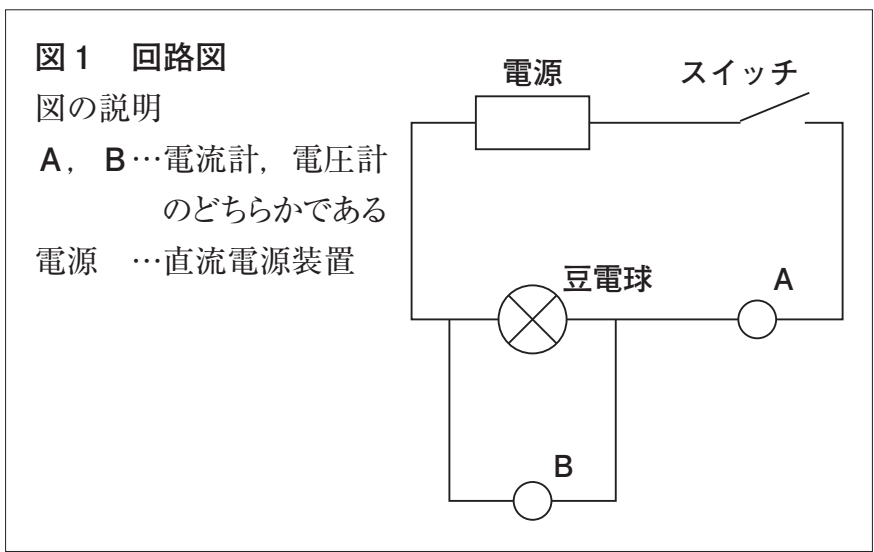 図1 回路図
図の説明
A，B…電流計，電圧計
のどちらかである
電源 …直流電源装置
電源
スイッチ
豆電球
A
B